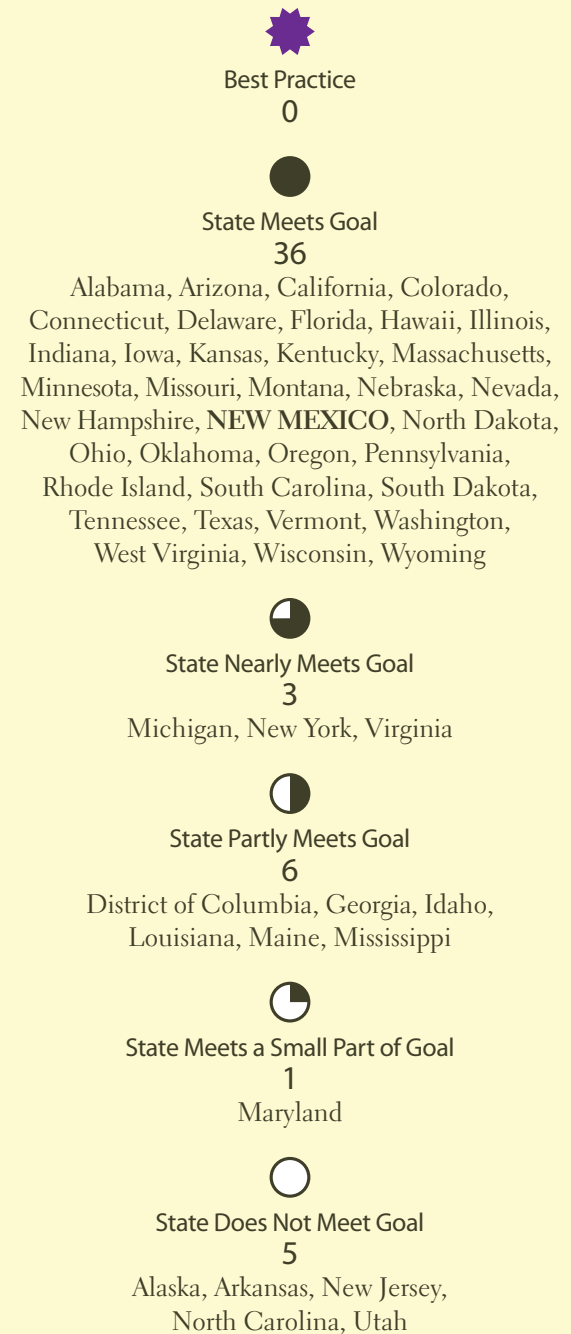 Best Practice
0
State Meets Goal
36
Alabama, Arizona, California, Colorado,
Connecticut, Delaware, Florida, Hawaii, Illinois,
Indiana, Iowa, Kansas, Kentucky, Massachusetts,
Minnesota, Missouri, Montana, Nebraska, Nevada,
New Hampshire, NEW MEXICO, North Dakota,
Ohio, Oklahoma, Oregon, Pennsylvania,
Rhode Island, South Carolina, South Dakota,
Tennessee, Texas, Vermont, Washington,
West Virginia, Wisconsin, Wyoming
State Nearly Meets Goal
3
Michigan, New York, Virginia
State Partly Meets Goal
6
District of Columbia, Georgia, Idaho,
Louisiana, Maine, Mississippi
State Meets a Small Part of Goal
1
Maryland
State Does Not Meet Goal
5
Alaska, Arkansas, New Jersey,
North Carolina, Utah